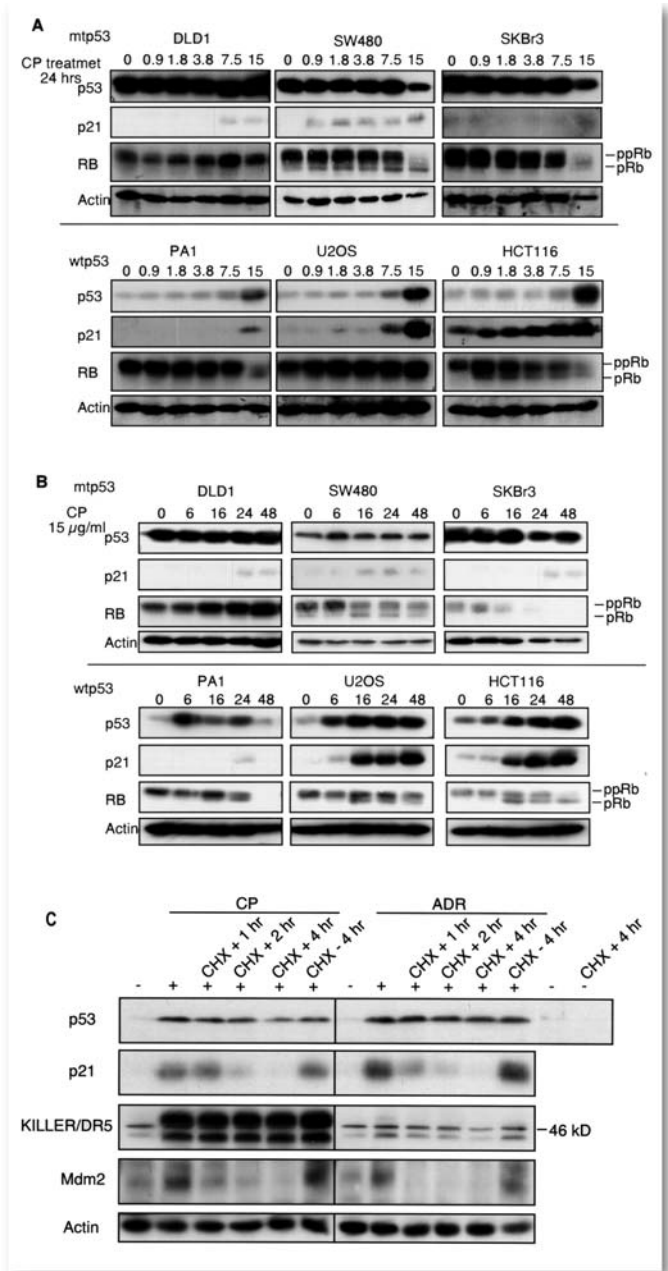 A
mtp53 DLD1 SW480 SKBr3
CP treatmet 0 0.9 1.8 3.8 7.5 15 0 0.9 1.8 3.8 7.5 15 0 0.9 1.8 3.8 7.5 15
24 hrs
p53
p21
RB ppRb
pRb
Actin
PA1 U2OS HCT116
wtp53 0 0.9 1.8 3.8 7.5 15 0 0.9 1.8 3.8 7.5 15 0 0.9 1.8 3.8 7.5 15
p53
p21
RB ppRb
pRb
Actin
B
mtp53 DLD1 SW480 SKBr3
CP 0 6 16 24 48 0 6 16 24 48 0 6 16 24 48
15 µg/ml
p53
p21
RB ppRb
pRb
Actin
PA1 U2OS HCT116
wtp53 0 6 16 24 48 0 6 16 24 48 0 6 16 24 48
p53
p21
RB ppRb
pRb
Actin
C
CP ADR
CHX + 1 hr CHX + 2 hr CHX + 4 hr CHX - 4 hr CHX + 1 hr CHX + 2 hr CHX + 4 hr CHX - 4 hr CHX + 4 hr
- + + + + + - + + + + + - -
p53
p21
KILLER/DR5 46 kD
Mdm2
Actin